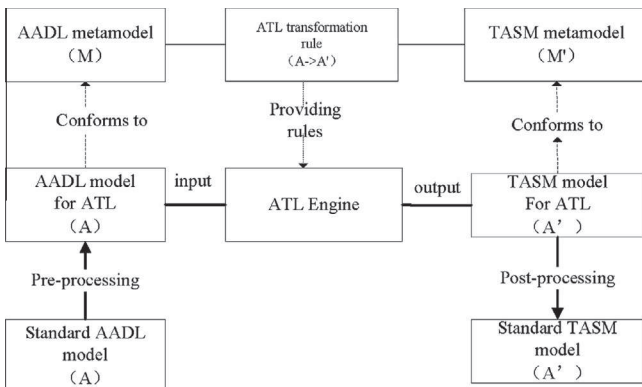 AADL metamodel
(M)
ATL transformation
rule
(A->A')
TASM metamodel
(M')
Conforms to
Providing
rules
Conforms to
AADL model
for ATL
(A)
input
ATL Engine
output
TASM model
For ATL
(A’)
Pre-processing
Post-processing
Standard AADL
model
(A)
Standard TASM
model
(A’)